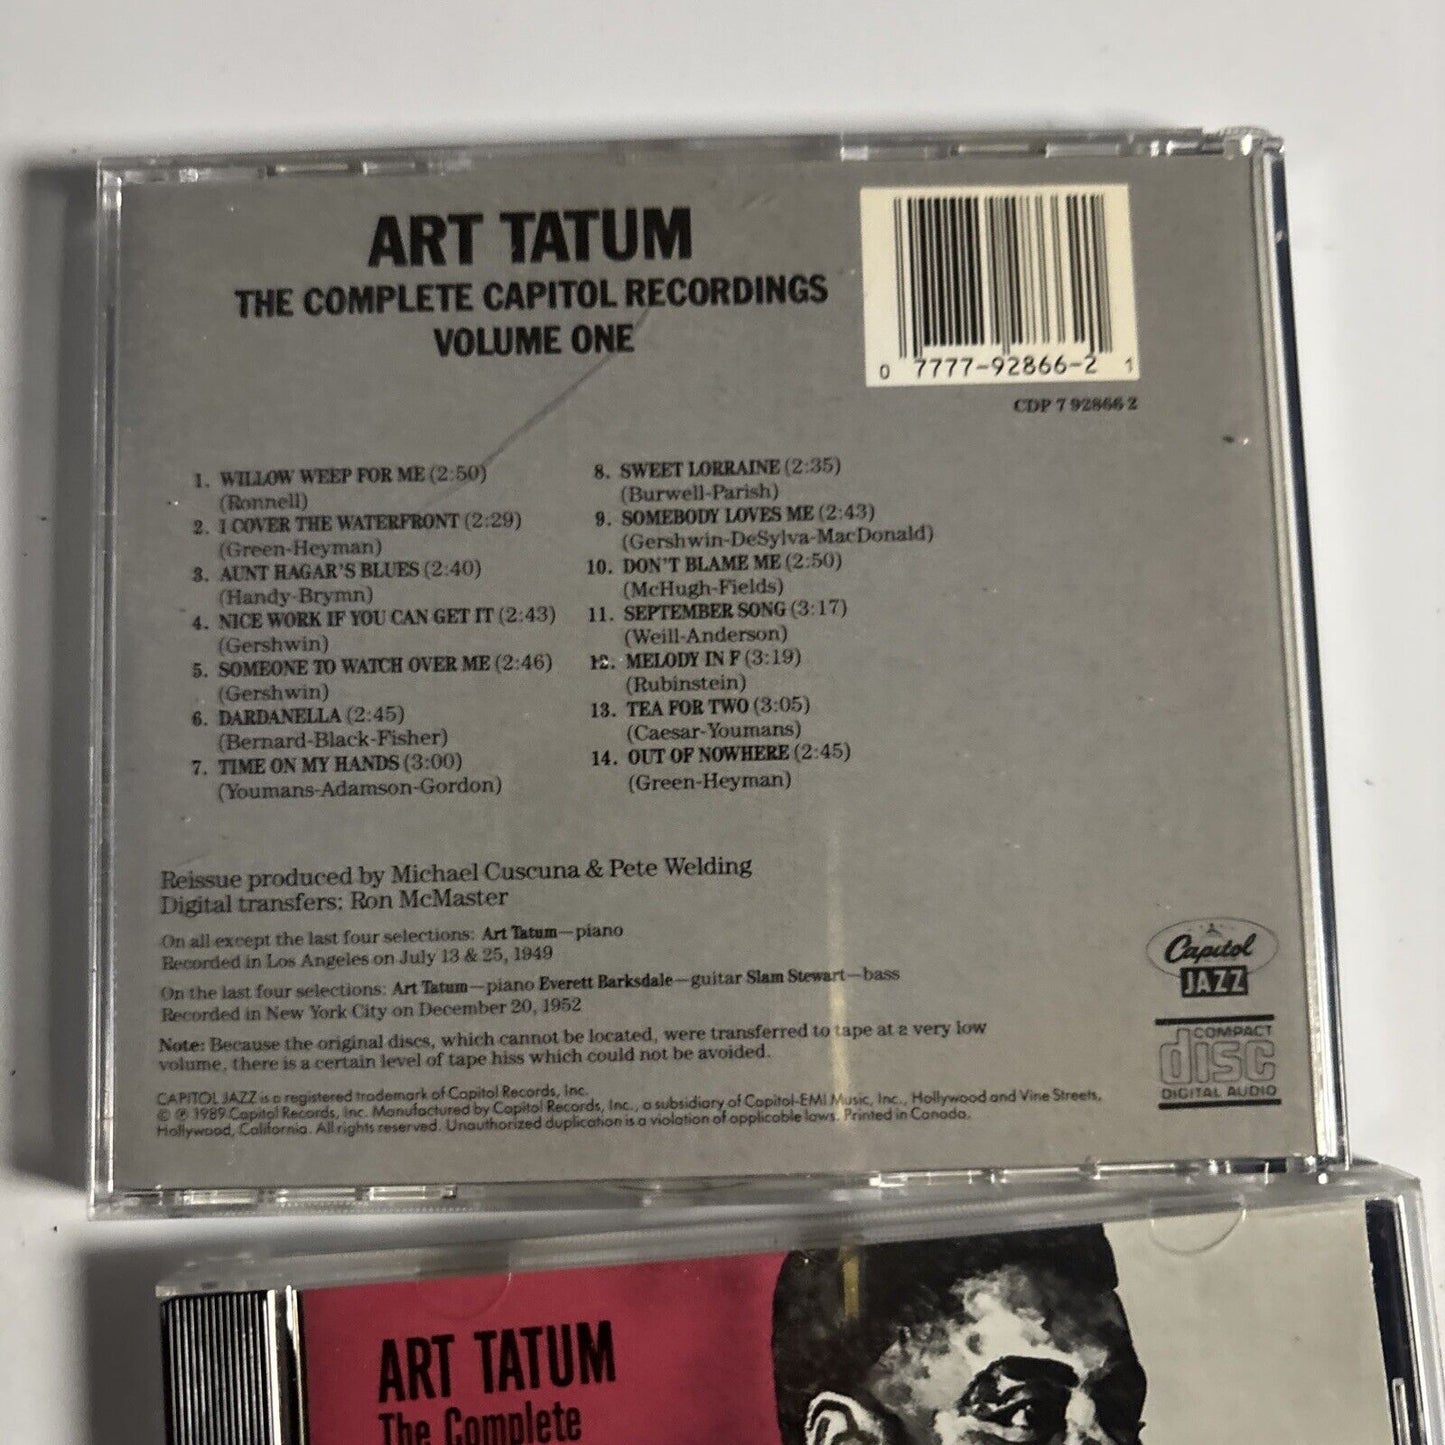 ART TATUM
THE COMPLETE CAPITOL RECORDINGS
VOLUME ONE
0 7777-92866-2 1
CDP 7 92866 2
1. WILLOW WEEP FOR ME (2:50)
(Ronnell)
2. I COVER THE WATERFRONT (2:29)
(Green-Heyman)
3. AUNT HAGAR'S BLUES (2:40)
(Handy-Brymn)
4. NICE WORK IF YOU CAN GET IT (2:43)
(Gershwin)
5. SOMEONE TO WATCH OVER ME (2:46)
(Gershwin)
6. DARDANELLA (2:45)
(Bernard-Black-Fisher)
7. TIME ON MY HANDS (3:00)
(Youmans-Adamson-Gordon)
8. SWEET LORRAINE (2:35)
(Burwell-Parish)
9. SOMEBODY LOVES ME (2:43)
(Gershwin-DeSylva-MacDonald)
10. DON'T BLAME ME (2:50)
(McHugh-Fields)
11. SEPTEMBER SONG (3:17)
(Weill-Anderson)
12. MELODY IN F (3:19)
(Rubinstein)
13. TEA FOR TWO (3:05)
(Caesar-Youmans)
14. OUT OF NOWHERE (2:45)
(Green-Heyman)
Reissue produced by Michael Cuscuna & Pete Welding
Digital transfers: Ron McMaster
On all except the last four selections: Art Tatum—piano
Recorded in Los Angeles on July 13 & 25, 1949
On the last four selections: Art Tatum—piano Everett Barksdale—guitar Slam Stewart—bass
Recorded in New York City on December 20, 1952
Note: Because the original discs, which cannot be located, were transferred to tape at a very low
volume, there is a certain level of tape hiss which could not be avoided.
CAPITOL JAZZ is a registered trademark of Capitol Records, Inc.
© ℗ 1989 Capitol Records, Inc. Manufactured by Capitol Records, Inc., a subsidiary of Capitol-EMI Music, Inc., Hollywood and Vine Streets,
Hollywood, California. All rights reserved. Unauthorized duplication is a violation of applicable laws. Printed in Canada.
Capitol
JAZZ
COMPACT
disc
DIGITAL AUDIO
ART TATUM
The Complete